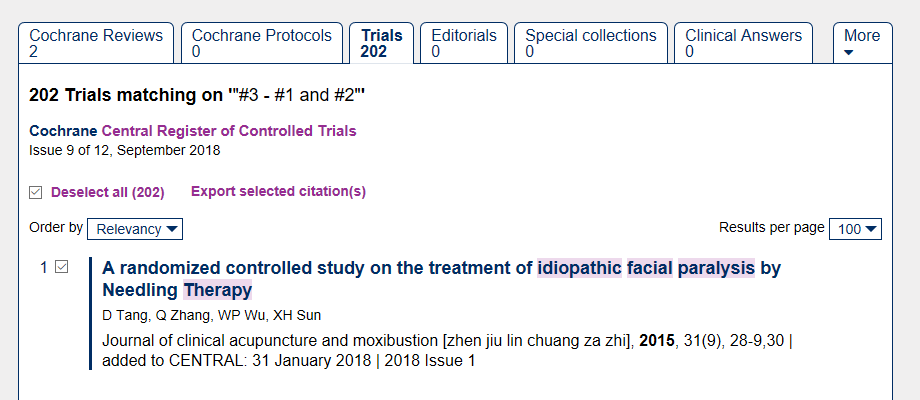 Cochrane Reviews
2
Cochrane Protocols
0
Trials
202
Editorials
0
Special collections
0
Clinical Answers
0
More
202 Trials matching on '"#3 - #1 and #2"'
Cochrane Central Register of Controlled Trials
Issue 9 of 12, September 2018
Deselect all (202) Export selected citation(s)
Order by Relevancy Results per page 100
1 A randomized controlled study on the treatment of idiopathic facial paralysis by
Needling Therapy
D Tang, Q Zhang, WP Wu, XH Sun
Journal of clinical acupuncture and moxibustion [zhen jiu lin chuang za zhi], 2015, 31(9), 28-9,30 |
added to CENTRAL: 31 January 2018 | 2018 Issue 1